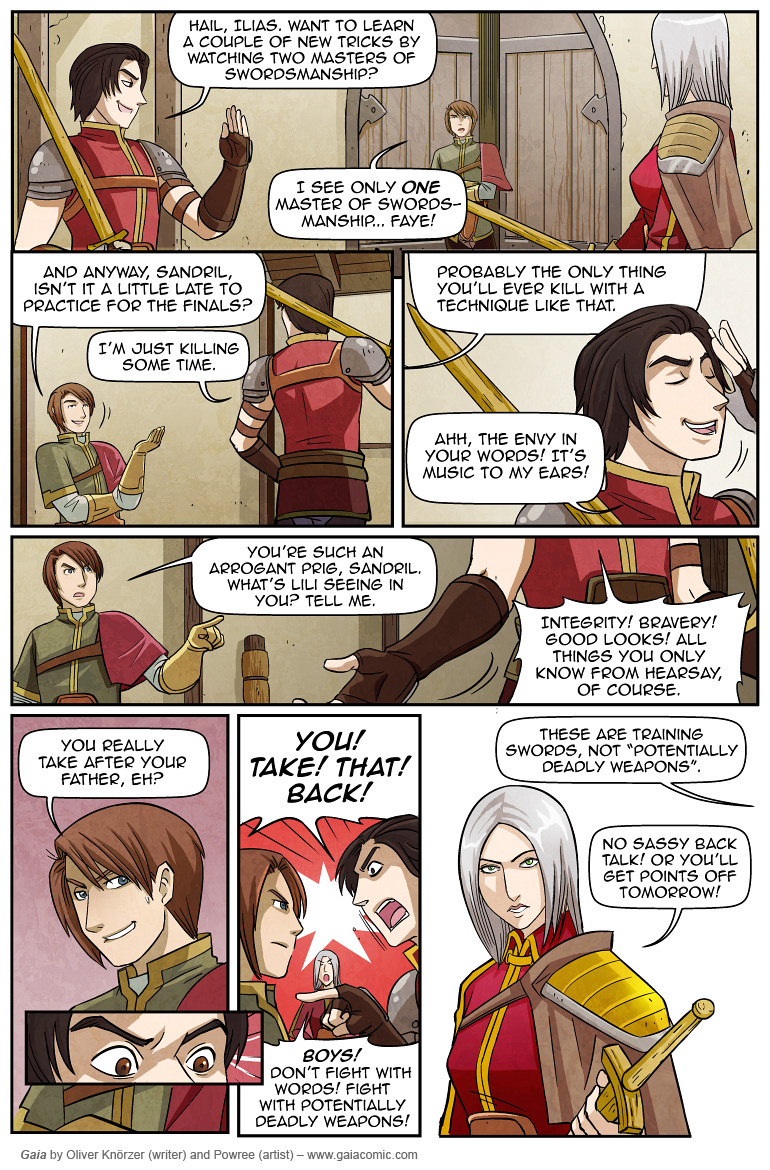 HAIL, ILIAS. WANT TO LEARN
A COUPLE OF NEW TRICKS BY
WATCHING TWO MASTERS OF
SWORDSMANSHIP?
I SEE ONLY ONE
MASTER OF SWORDS-
MANSHIP... FAYE!
AND ANYWAY, SANDRIL,
ISN'T IT A LITTLE LATE TO
PRACTICE FOR THE FINALS?
I'M JUST KILLING
SOME TIME.
PROBABLY THE ONLY THING
YOU'LL EVER KILL WITH A
TECHNIQUE LIKE THAT.
AHH, THE ENVY IN
YOUR WORDS! IT'S
MUSIC TO MY EARS!
YOU'RE SUCH AN
ARROGANT PRIG, SANDRIL.
WHAT'S LILI SEEING IN
YOU? TELL ME.
INTEGRITY! BRAVERY!
GOOD LOOKS! ALL
THINGS YOU ONLY
KNOW FROM HEARSAY,
OF COURSE.
YOU REALLY
TAKE AFTER YOUR
FATHER, EH?
YOU!
TAKE! THAT!
BACK!
BOYS!
DON'T FIGHT WITH
WORDS! FIGHT
WITH POTENTIALLY
DEADLY WEAPONS!
THESE ARE TRAINING
SWORDS, NOT "POTENTIALLY
DEADLY WEAPONS".
NO SASSY BACK
TALK! OR YOU'LL
GET POINTS OFF
TOMORROW!
Gaia by Oliver Knörzer (writer) and Powree (artist) – www.gaiacomic.com